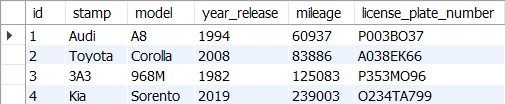 id stamp model year_release mileage license_plate_number
1 Audi A8 1994 60937 P003BO37
2 Toyota Corolla 2008 83886 A038EK66
3 ЗАЗ 968M 1982 125083 P353MO96
4 Kia Sorento 2019 239003 O234TA799